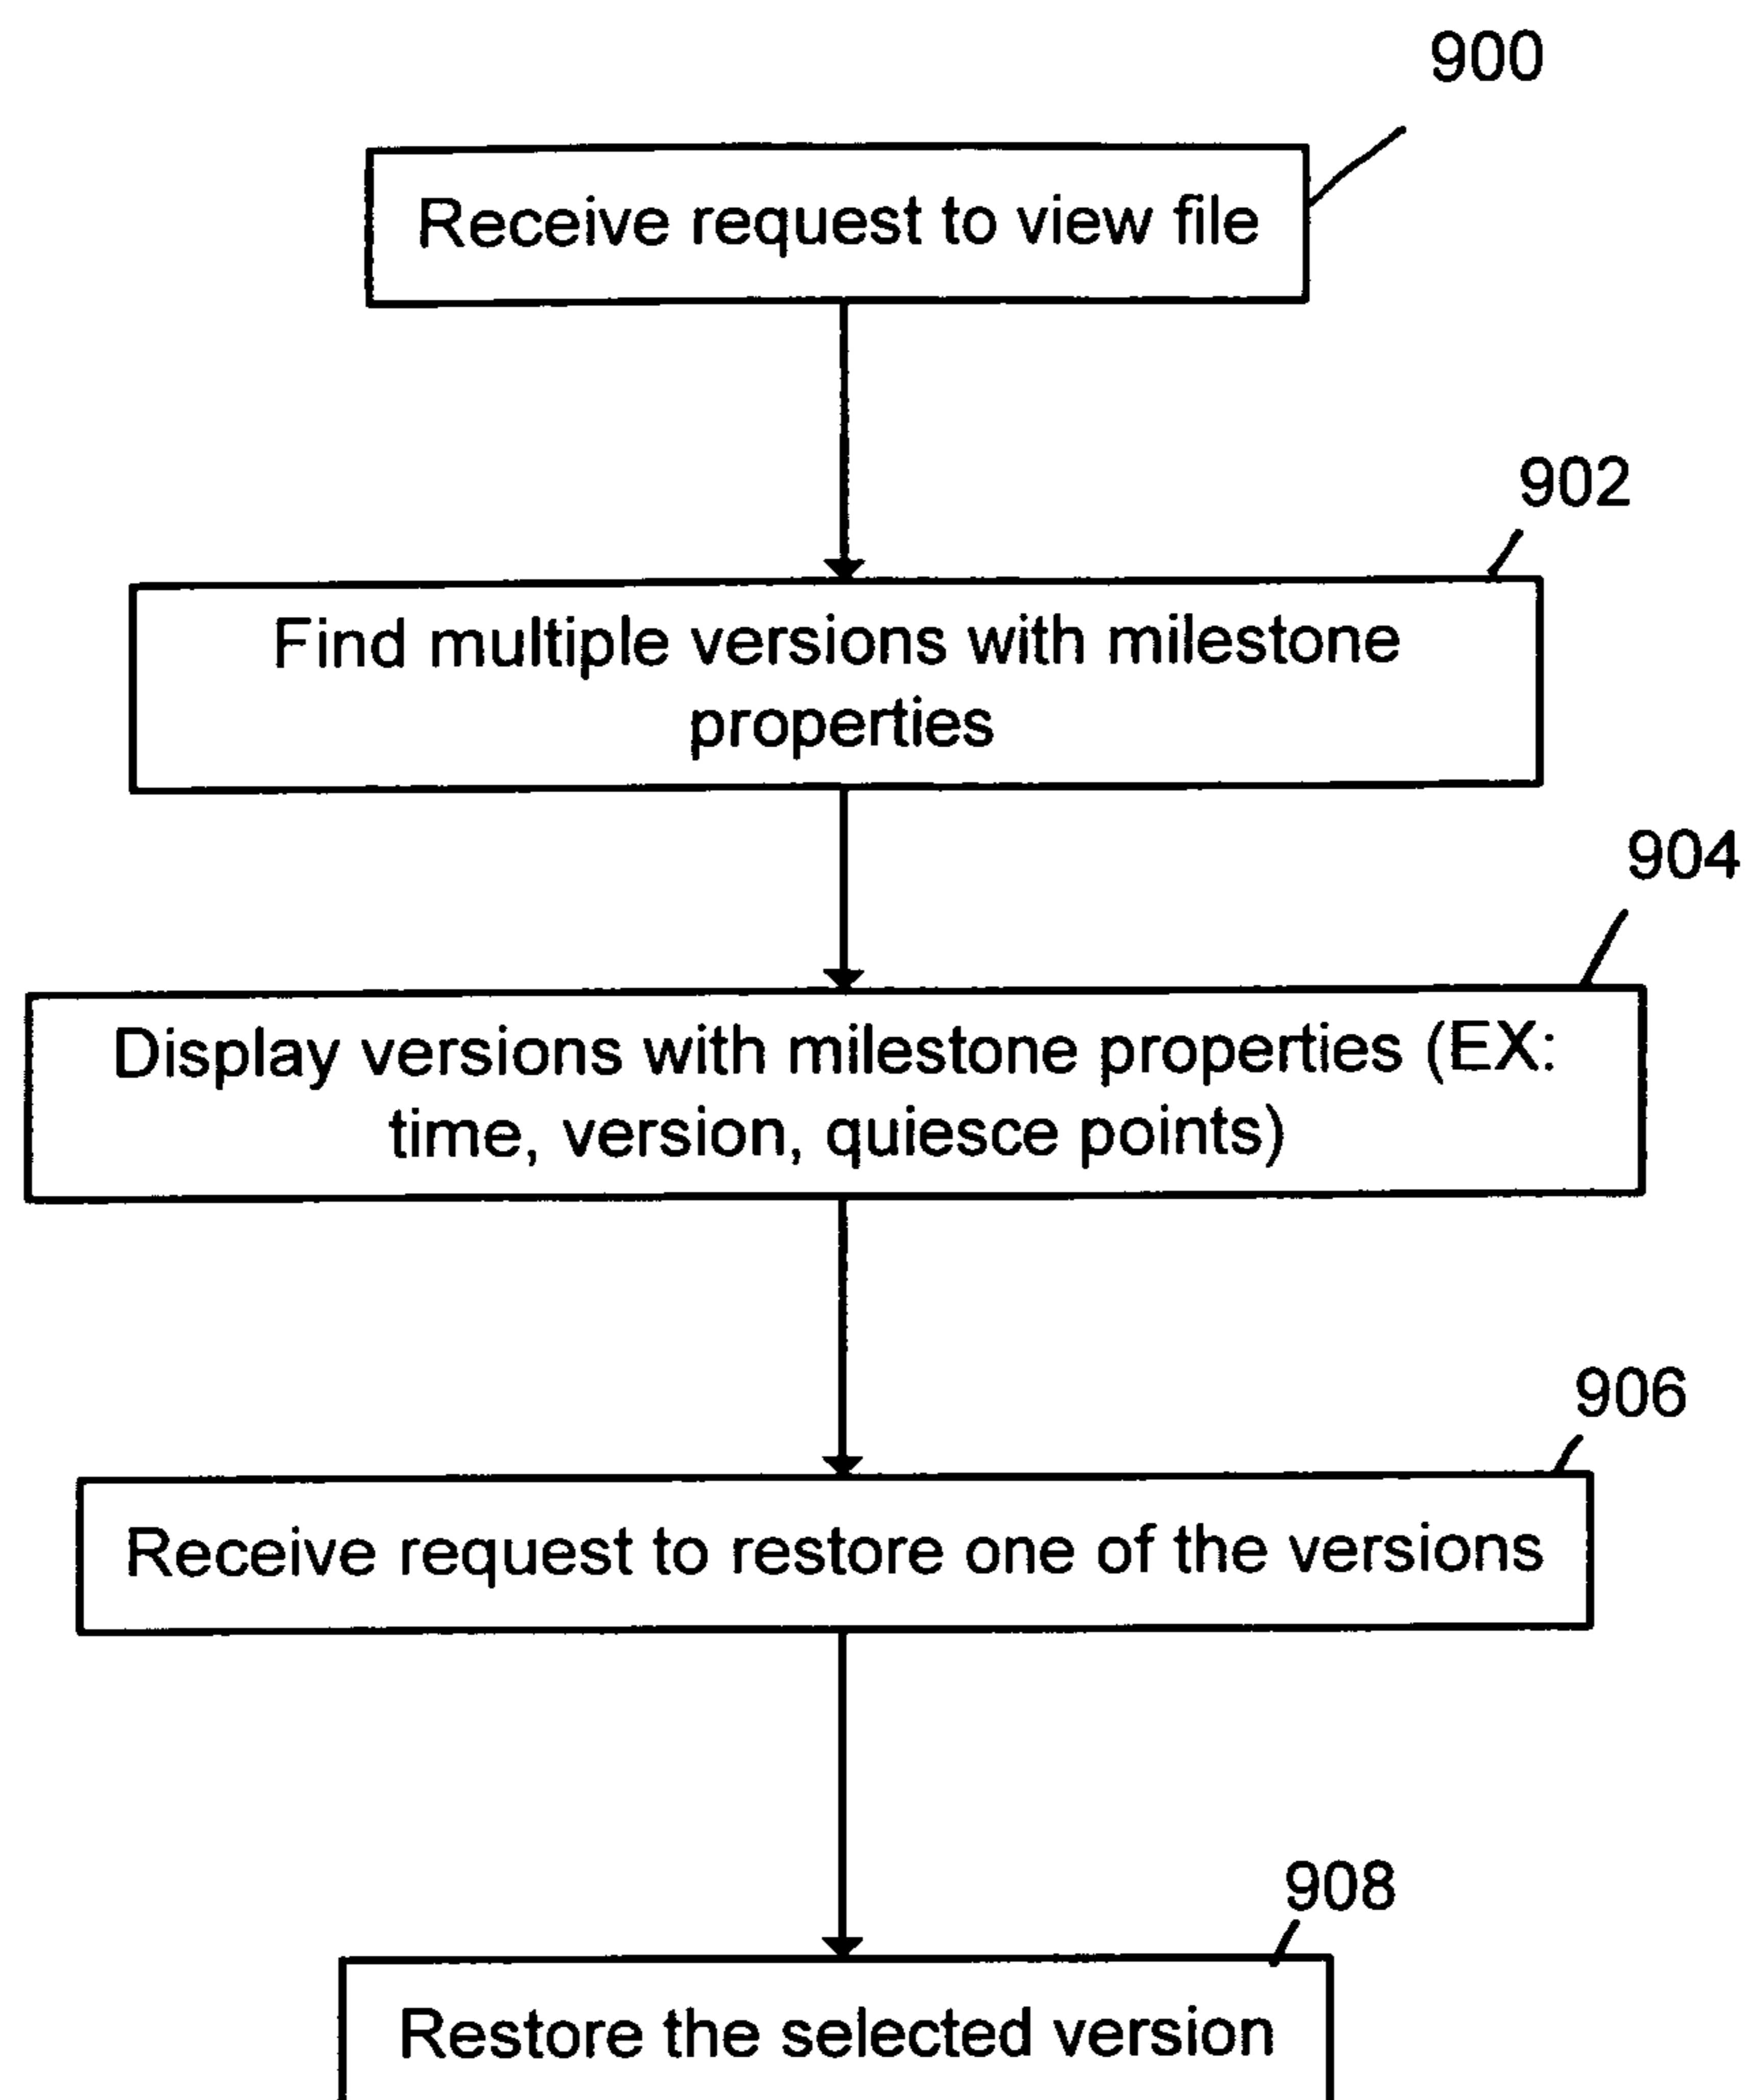 900
Receive request to view file
902
Find multiple versions with milestone
properties
904
Display versions with milestone properties (EX:
time, version, quiesce points)
906
Receive request to restore one of the versions
908
Restore the selected version